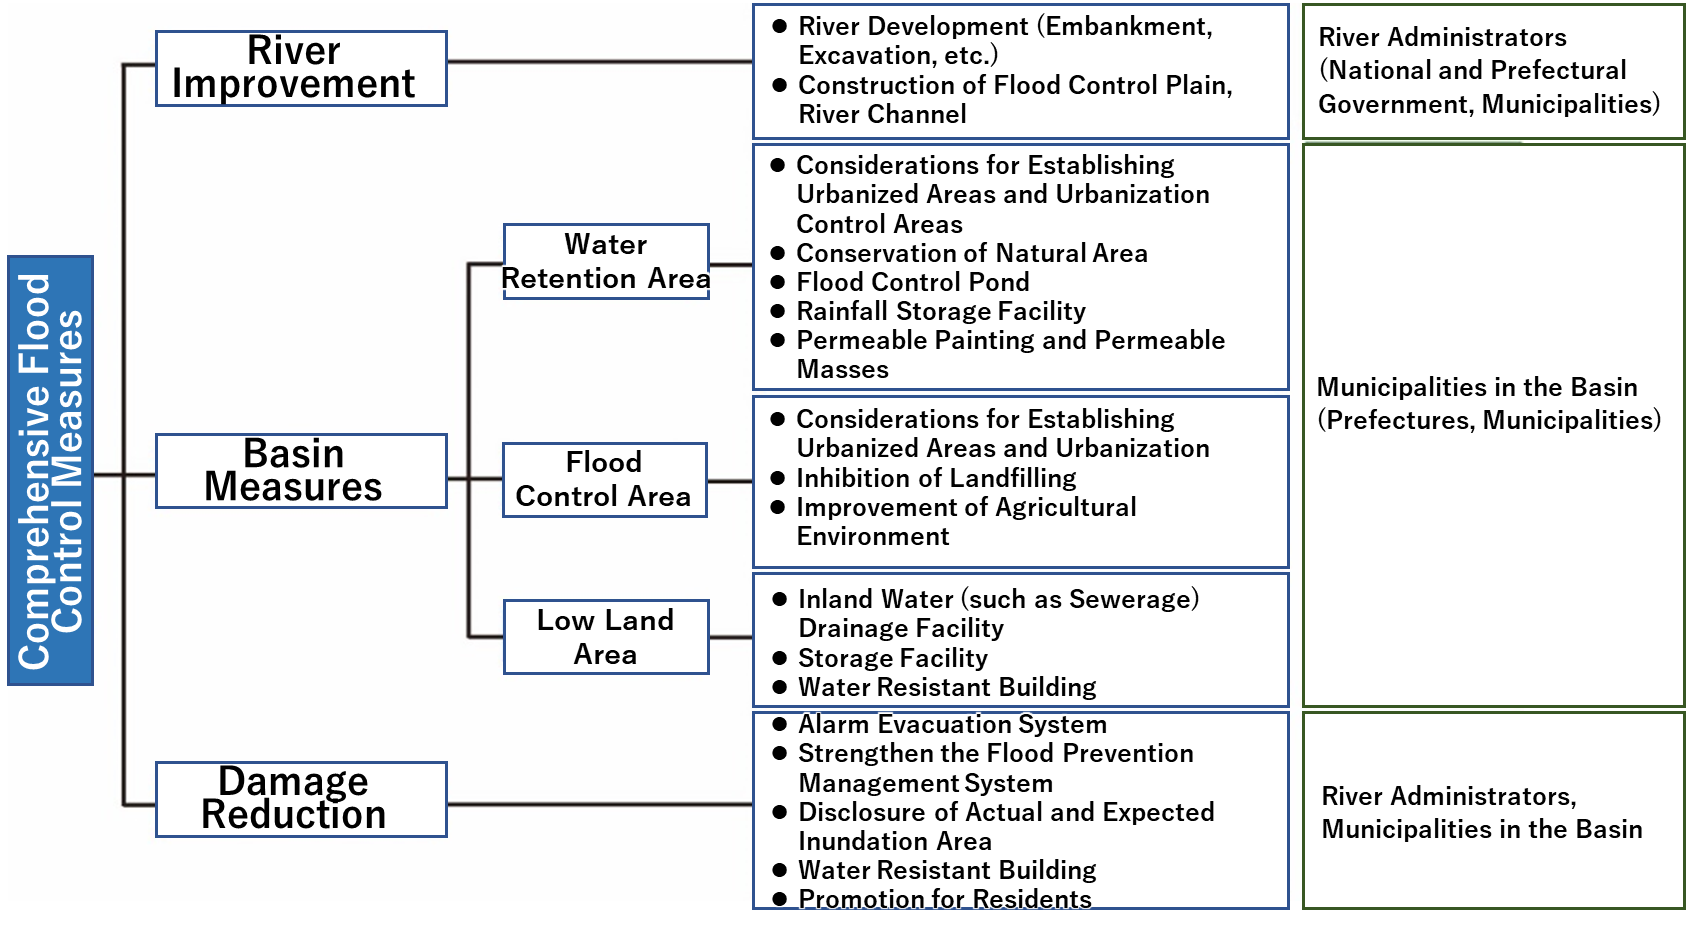 Comprehensive Flood
Control Measures
River
Improvement
● River Development (Embankment,
Excavation, etc.)
● Construction of Flood Control Plain,
River Channel
River Administrators
(National and Prefectural
Government, Municipalities)
Basin
Measures
Water
Retention Area
● Considerations for Establishing
Urbanized Areas and Urbanization
Control Areas
● Conservation of Natural Area
● Flood Control Pond
● Rainfall Storage Facility
● Permeable Painting and Permeable
Masses
Flood
Control Area
● Considerations for Establishing
Urbanized Areas and Urbanization
● Inhibition of Landfilling
● Improvement of Agricultural
Environment
Low Land
Area
● Inland Water (such as Sewerage)
Drainage Facility
● Storage Facility
● Water Resistant Building
Municipalities in the Basin
(Prefectures, Municipalities)
Damage
Reduction
● Alarm Evacuation System
● Strengthen the Flood Prevention
Management System
● Disclosure of Actual and Expected
Inundation Area
● Water Resistant Building
● Promotion for Residents
River Administrators,
Municipalities in the Basin